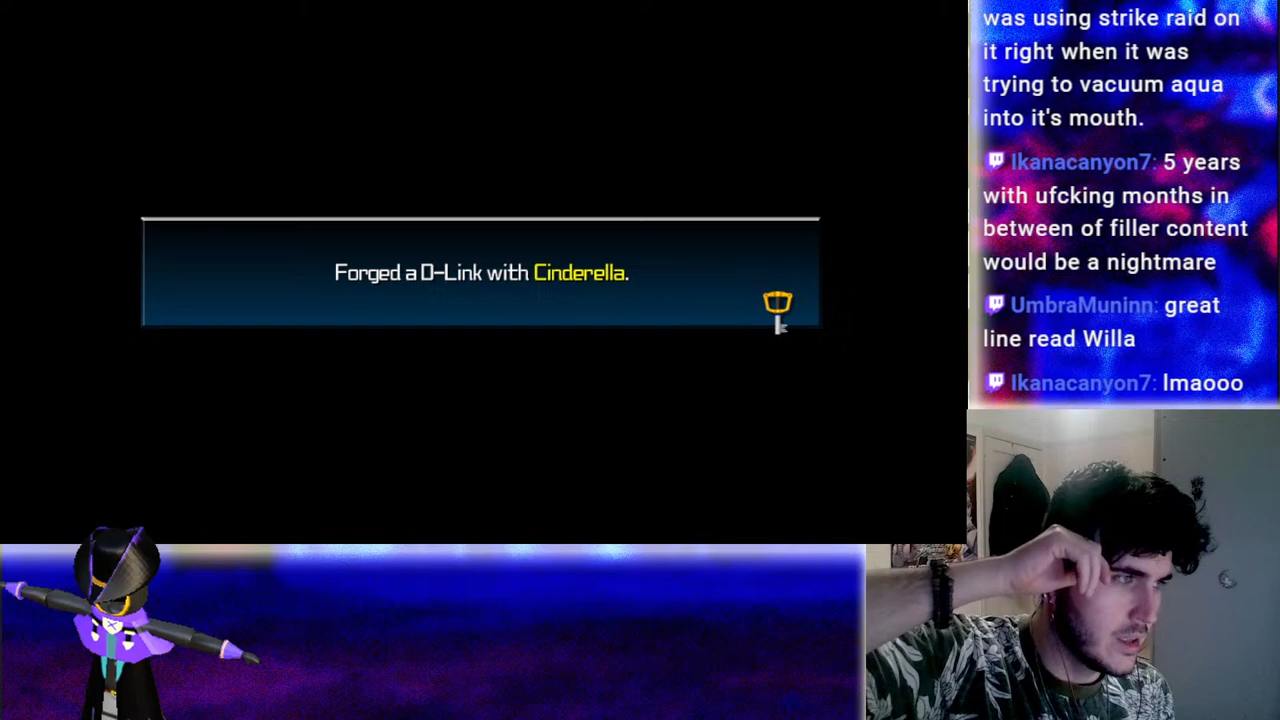 Forged a D-Link with Cinderella.
was using strike raid on
it right when it was
trying to vacuum aqua
into it's mouth.
Ikanacanyon7: 5 years
with ufcking months in
between of filler content
would be a nightmare
UmbraMuninn: great
line read Willa
Ikanacanyon7: lmaooo